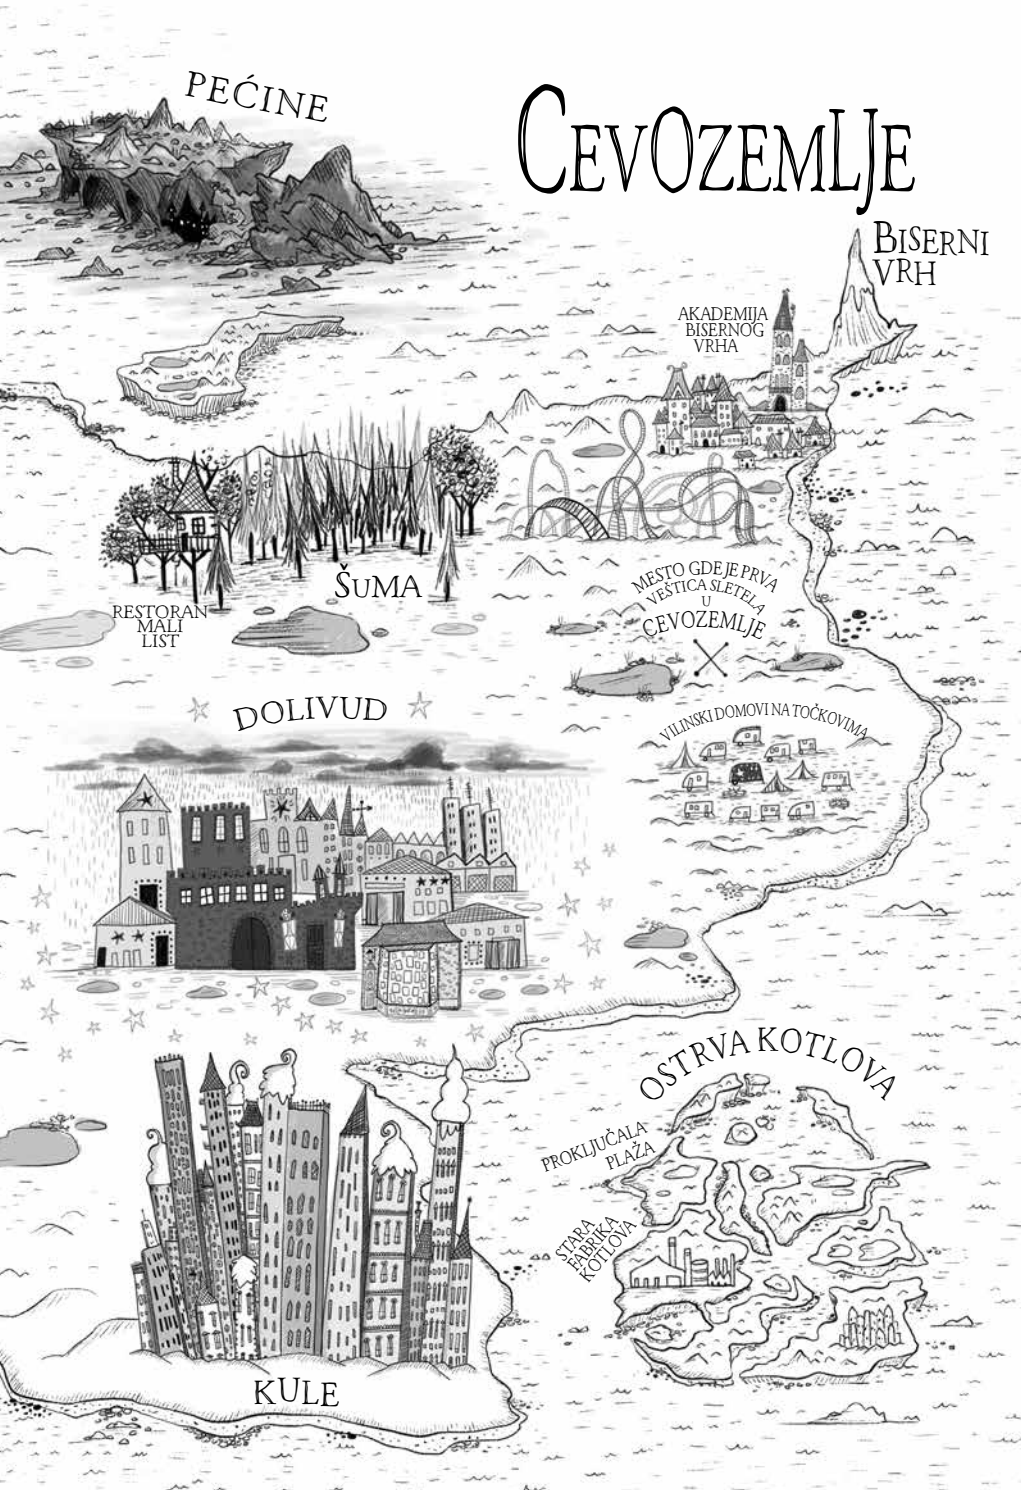 PEĆINE
CEVOZEMLJE
BISERNI
VRH
AKADEMIJA
BISERNOG
VRHA
ŠUMA
RESTORAN
MALI
LIST
MESTO GDE JE PRVA
VEŠTICA SLETELA
U
CEVOZEMLJE
DOLIVUD
VILINSKI DOMOVI NA TOČKOVIMA
OSTRVA KOTLOVA
PROKLJUČALA
PLAŽA
STARA
FABRIKA
KOTLOVA
KULE